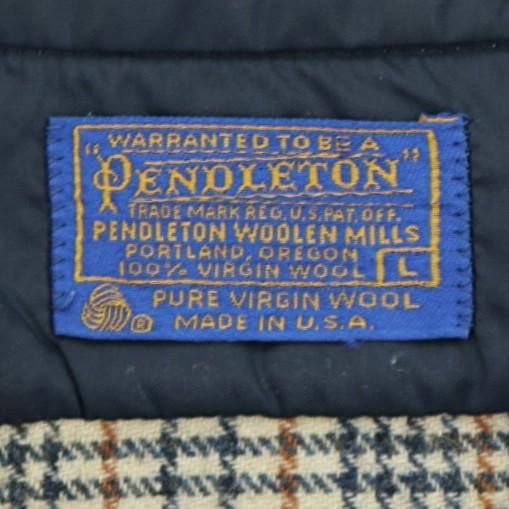 WARRANTED TO BE A
"PENDLETON"
TRADE MARK REG. U.S. PAT. OFF.
PENDLETON WOOLEN MILLS
PORTLAND, OREGON
100% VIRGIN WOOL L
PURE VIRGIN WOOL
® MADE IN U.S.A.